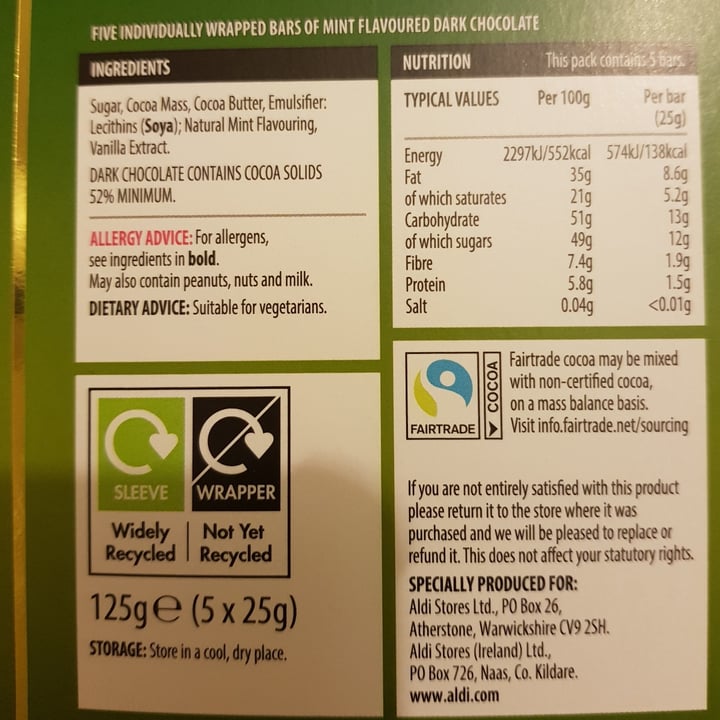 FIVE INDIVIDUALLY WRAPPED BARS OF MINT FLAVOURED DARK CHOCOLATE
INGREDIENTS
Sugar, Cocoa Mass, Cocoa Butter, Emulsifier:
Lecithins (Soya); Natural Mint Flavouring,
Vanilla Extract.
DARK CHOCOLATE CONTAINS COCOA SOLIDS
52% MINIMUM.
ALLERGY ADVICE: For allergens,
see ingredients in bold.
May also contain peanuts, nuts and milk.
DIETARY ADVICE: Suitable for vegetarians.
NUTRITION This pack contains 5 bars.
TYPICAL VALUES Per 100g Per bar
(25g)
Energy 2297kJ/552kcal 574kJ/138kcal
Fat 35g 8.6g
of which saturates 21g 5.2g
Carbohydrate 51g 13g
of which sugars 49g 12g
Fibre 7.4g 1.9g
Protein 5.8g 1.5g
Salt 0.04g <0.01g
SLEEVE WRAPPER
Widely Not Yet
Recycled Recycled
125g℮ (5 x 25g)
STORAGE: Store in a cool, dry place.
FAIRTRADE
COCOA
Fairtrade cocoa may be mixed
with non-certified cocoa,
on a mass balance basis.
Visit info.fairtrade.net/sourcing
If you are not entirely satisfied with this product
please return it to the store where it was
purchased and we will be pleased to replace or
refund it. This does not affect your statutory rights.
SPECIALLY PRODUCED FOR:
Aldi Stores Ltd., PO Box 26,
Atherstone, Warwickshire CV9 2SH.
Aldi Stores (Ireland) Ltd.,
PO Box 726, Naas, Co. Kildare.
www.aldi.com